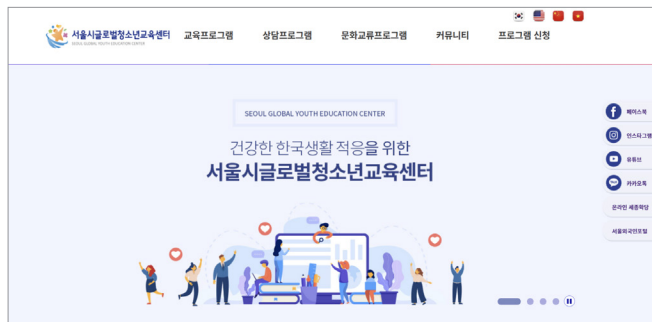 서울시글로벌청소년교육센터
SEOUL GLOBAL YOUTH EDUCATION CENTER
교육프로그램
상담프로그램
문화교류프로그램
커뮤니티
프로그램 신청
SEOUL GLOBAL YOUTH EDUCATION CENTER
건강한 한국생활 적응을 위한
서울시글로벌청소년교육센터
페이스북
인스타그램
유튜브
카카오톡
온라인 세종학당
서울외국인포털